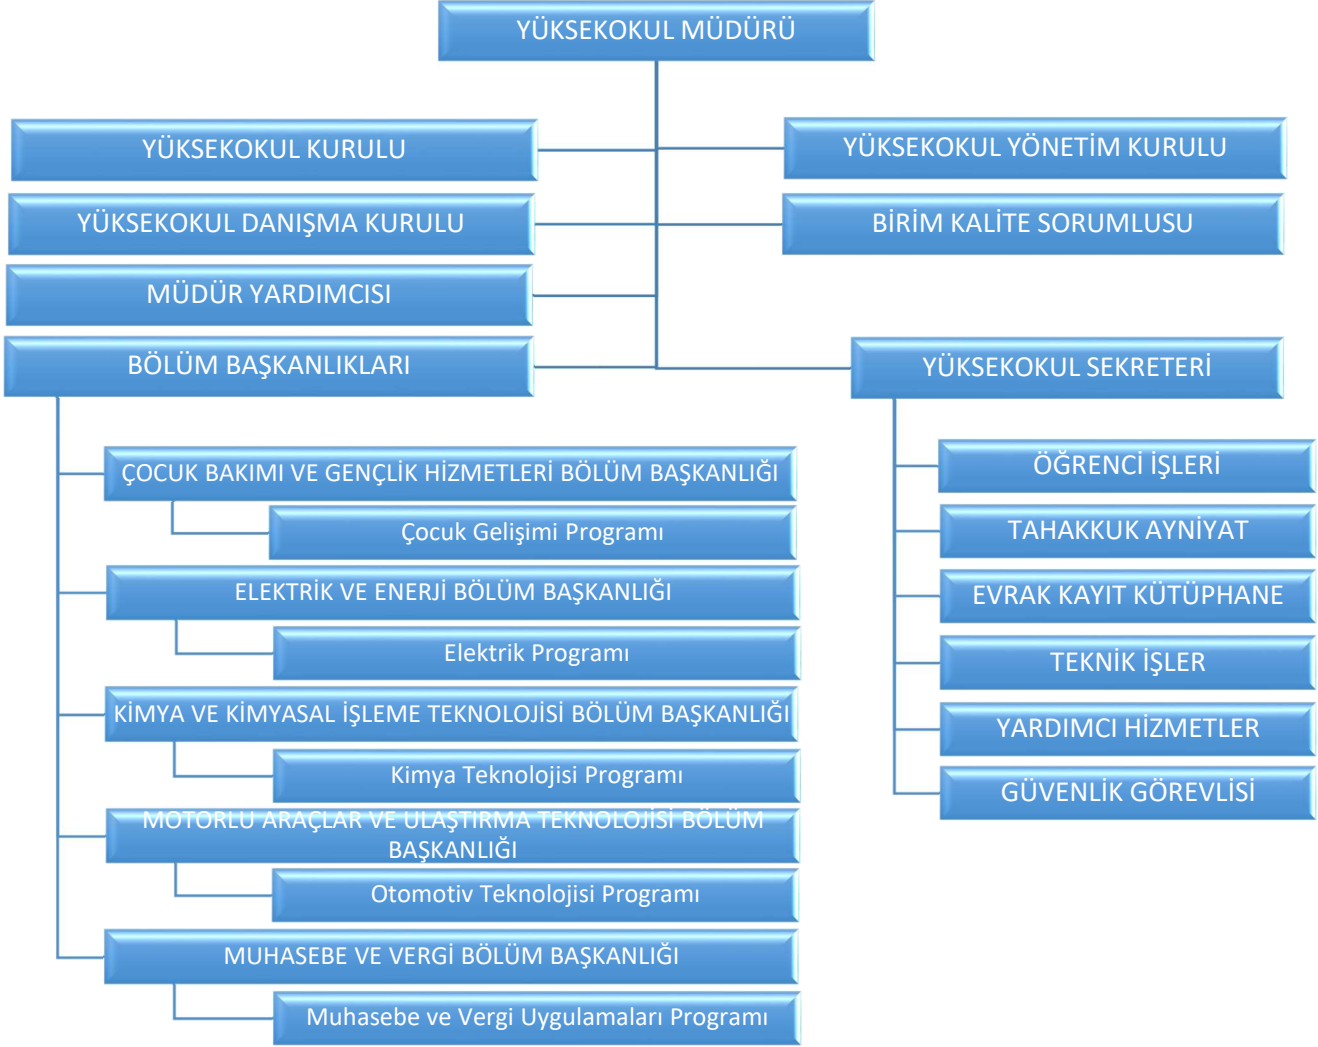 YÜKSEKOKUL MÜDÜRÜ
YÜKSEKOKUL KURULU
YÜKSEKOKUL YÖNETİM KURULU
YÜKSEKOKUL DANIŞMA KURULU
BİRİM KALİTE SORUMLUSU
MÜDÜR YARDIMCISI
BÖLÜM BAŞKANLIKLARI
YÜKSEKOKUL SEKRETERİ
ÇOCUK BAKIMI VE GENÇLİK HİZMETLERİ BÖLÜM BAŞKANLIĞI
Çocuk Gelişimi Programı
ELEKTRİK VE ENERJİ BÖLÜM BAŞKANLIĞI
Elektrik Programı
KİMYA VE KİMYASAL İŞLEME TEKNOLOJİSİ BÖLÜM BAŞKANLIĞI
Kimya Teknolojisi Programı
MOTORLU ARAÇLAR VE ULAŞTIRMA TEKNOLOJİSİ BÖLÜM
BAŞKANLIĞI
Otomotiv Teknolojisi Programı
MUHASEBE VE VERGİ BÖLÜM BAŞKANLIĞI
Muhasebe ve Vergi Uygulamaları Programı
ÖĞRENCİ İŞLERİ
TAHAKKUK AYNİYAT
EVRAK KAYIT KÜTÜPHANE
TEKNİK İŞLER
YARDIMCI HİZMETLER
GÜVENLİK GÖREVLİSİ